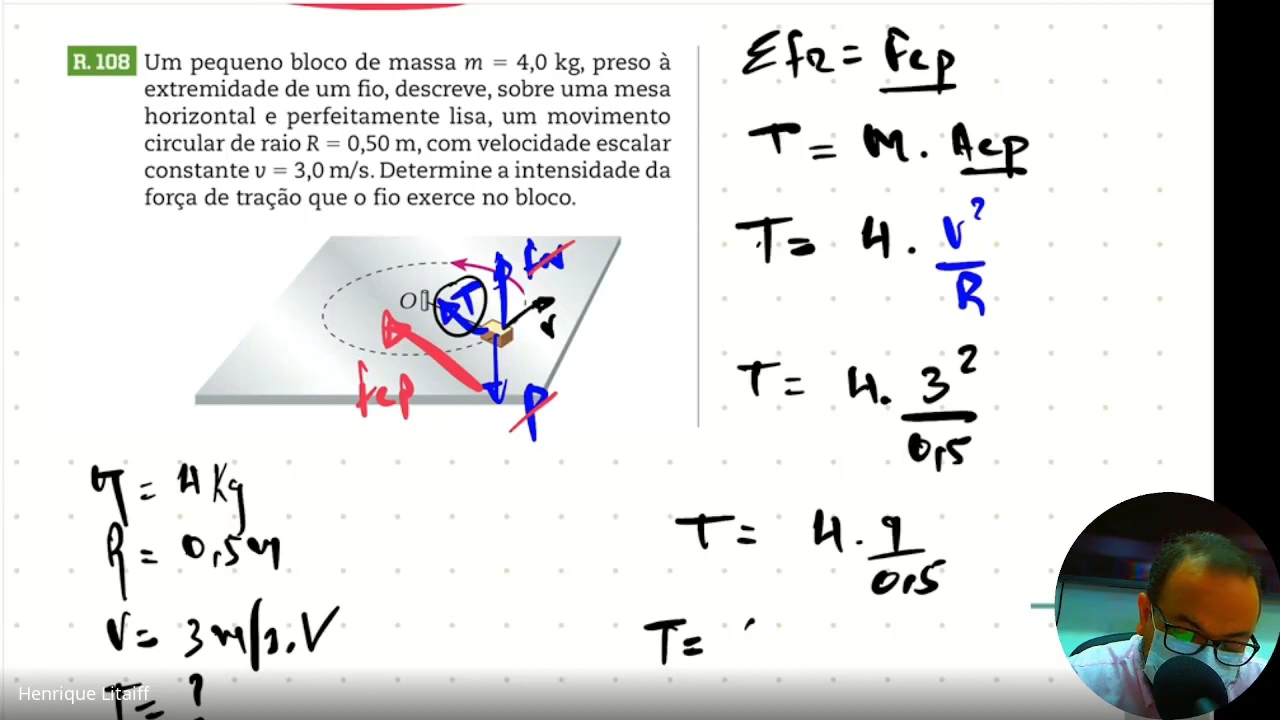 R. 108 Um pequeno bloco de massa m = 4,0 kg, preso à
extremidade de um fio, descreve, sobre uma mesa
horizontal e perfeitamente lisa, um movimento
circular de raio R = 0,50 m, com velocidade escalar
constante v = 3,0 m/s. Determine a intensidade da
força de tração que o fio exerce no bloco.
O
T
fN
v
fcp
P
m = 4 Kg
R = 0,5 m
V = 3 m/s. V
T = ?
Σ fR = Fcp
T = m . Acp
T = 4 . V²/R
T = 4. 3²/0,5
T = 4. 9/0,5
T =
Henrique Litaiff